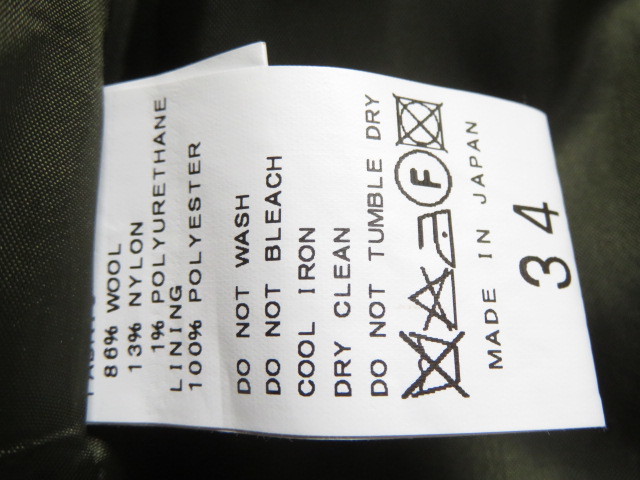 86% WOOL
13% NYLON
1% POLYURETHANE
LINING
100% POLYESTER
DO NOT WASH
DO NOT BLEACH
COOL IRON
DRY CLEAN
DO NOT TUMBLE DRY
F
MADE IN JAPAN
34